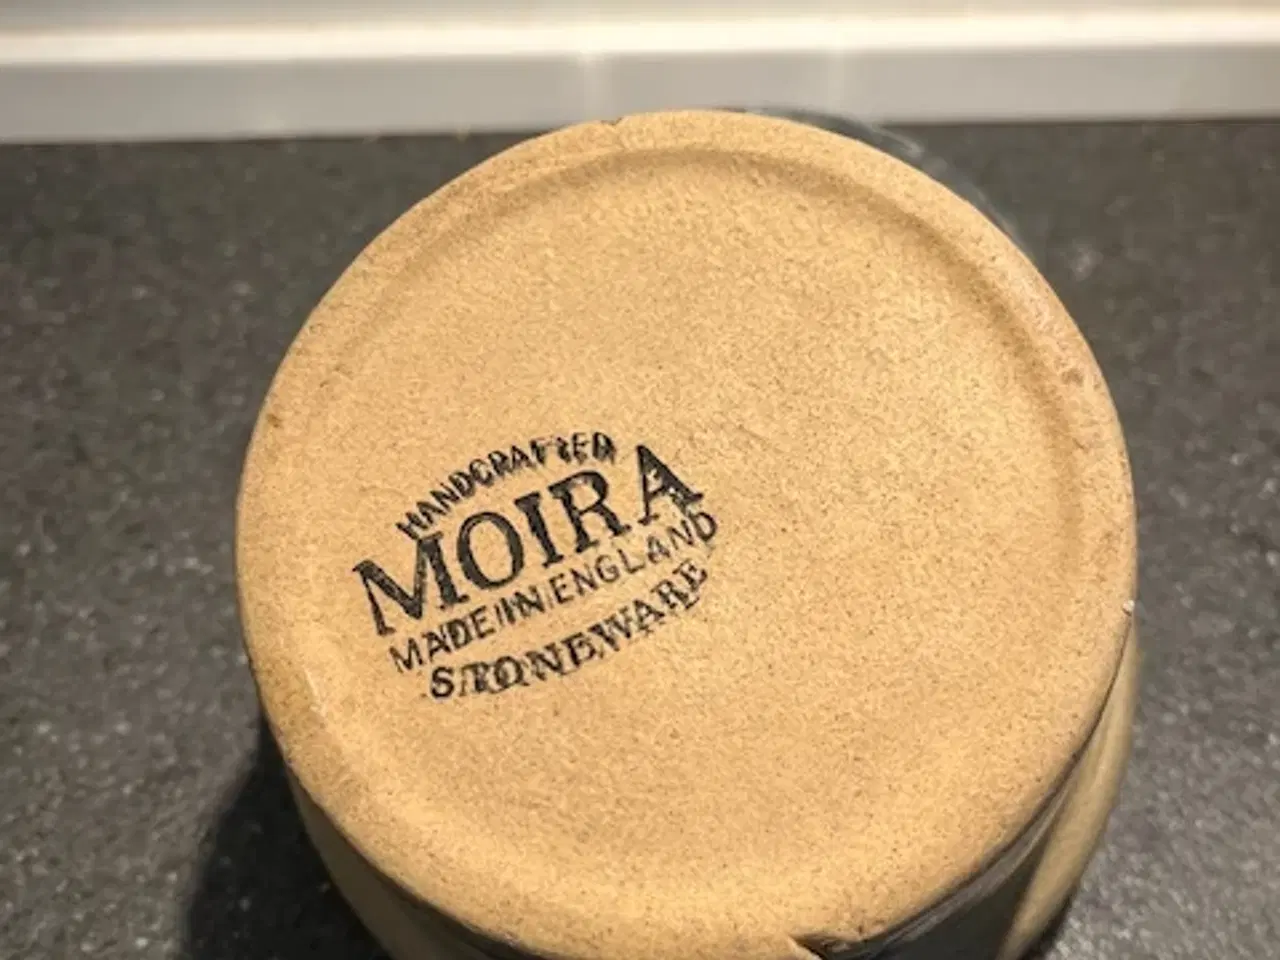 HANDCRAFTED
MOIRA
MADE IN ENGLAND
STONEWARE